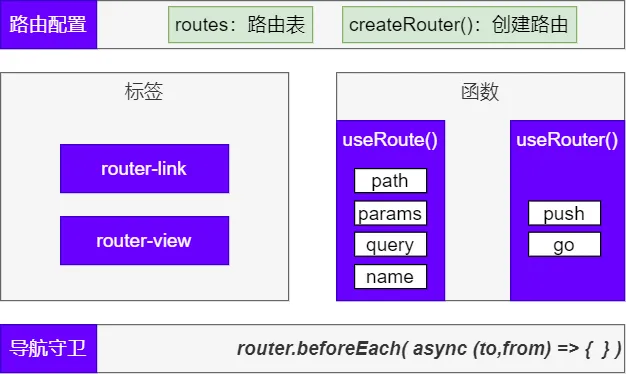 路由配置
routes：路由表
createRouter()：创建路由
标签
router-link
router-view
函数
useRoute()
path
params
query
name
useRouter()
push
go
导航守卫
router.beforeEach( async (to,from) => {  } )